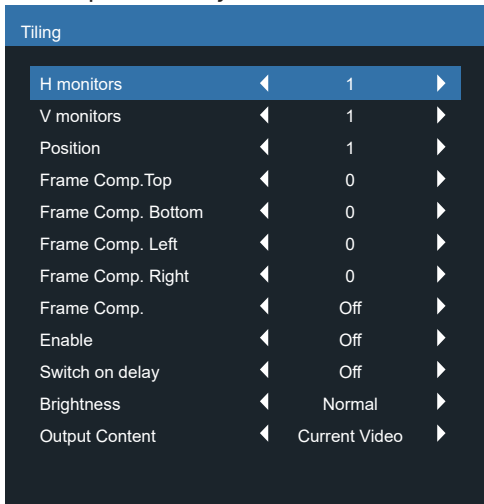 Tiling
H monitors 1
V monitors 1
Position 1
Frame Comp.Top 0
Frame Comp. Bottom 0
Frame Comp. Left 0
Frame Comp. Right 0
Frame Comp. Off
Enable Off
Switch on delay Off
Brightness Normal
Output Content Current Video